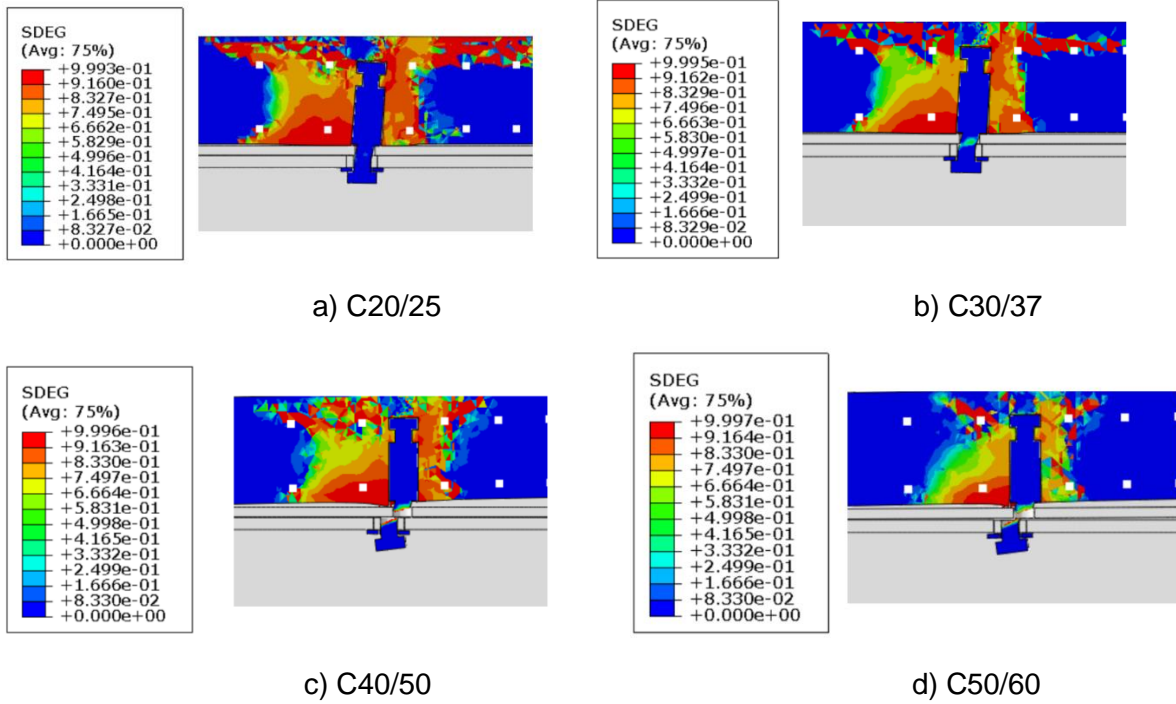 SDEG
(Avg: 75%)
+9.993e-01
+9.160e-01
+8.327e-01
+7.495e-01
+6.662e-01
+5.829e-01
+4.996e-01
+4.164e-01
+3.331e-01
+2.498e-01
+1.665e-01
+8.327e-02
+0.000e+00
a) C20/25
SDEG
(Avg: 75%)
+9.995e-01
+9.162e-01
+8.329e-01
+7.496e-01
+6.663e-01
+5.830e-01
+4.997e-01
+4.164e-01
+3.332e-01
+2.499e-01
+1.666e-01
+8.329e-02
+0.000e+00
b) C30/37
SDEG
(Avg: 75%)
+9.996e-01
+9.163e-01
+8.330e-01
+7.497e-01
+6.664e-01
+5.831e-01
+4.998e-01
+4.165e-01
+3.332e-01
+2.499e-01
+1.666e-01
+8.330e-02
+0.000e+00
c) C40/50
SDEG
(Avg: 75%)
+9.997e-01
+9.164e-01
+8.330e-01
+7.497e-01
+6.664e-01
+5.831e-01
+4.998e-01
+4.165e-01
+3.332e-01
+2.499e-01
+1.666e-01
+8.330e-02
+0.000e+00
d) C50/60